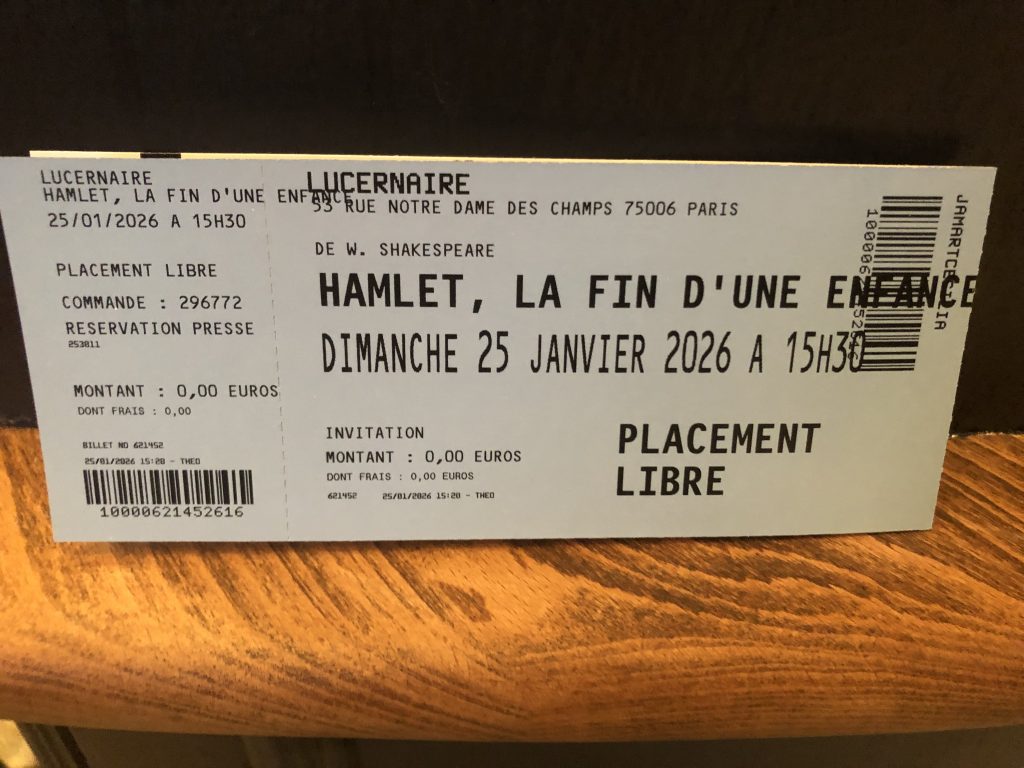 LUCERNAIRE
HAMLET, LA FIN D'UNE ENFANCE
25/01/2026 A 15H30
PLACEMENT LIBRE
COMMANDE : 296772
RESERVATION PRESSE
253811
MONTANT : 0,00 EUROS
DONT FRAIS : 0,00
BILLET NO 621452
25/01/2026 15:20 - THEO
10000621452616
LUCERNAIRE
53 RUE NOTRE DAME DES CHAMPS 75006 PARIS
DE W. SHAKESPEARE
HAMLET, LA FIN D'UNE ENFANCE
DIMANCHE 25 JANVIER 2026 A 15H30
INVITATION
MONTANT : 0,00 EUROS
DONT FRAIS : 0,00 EUROS
621452 25/01/2026 15:20 - THEO
PLACEMENT
LIBRE